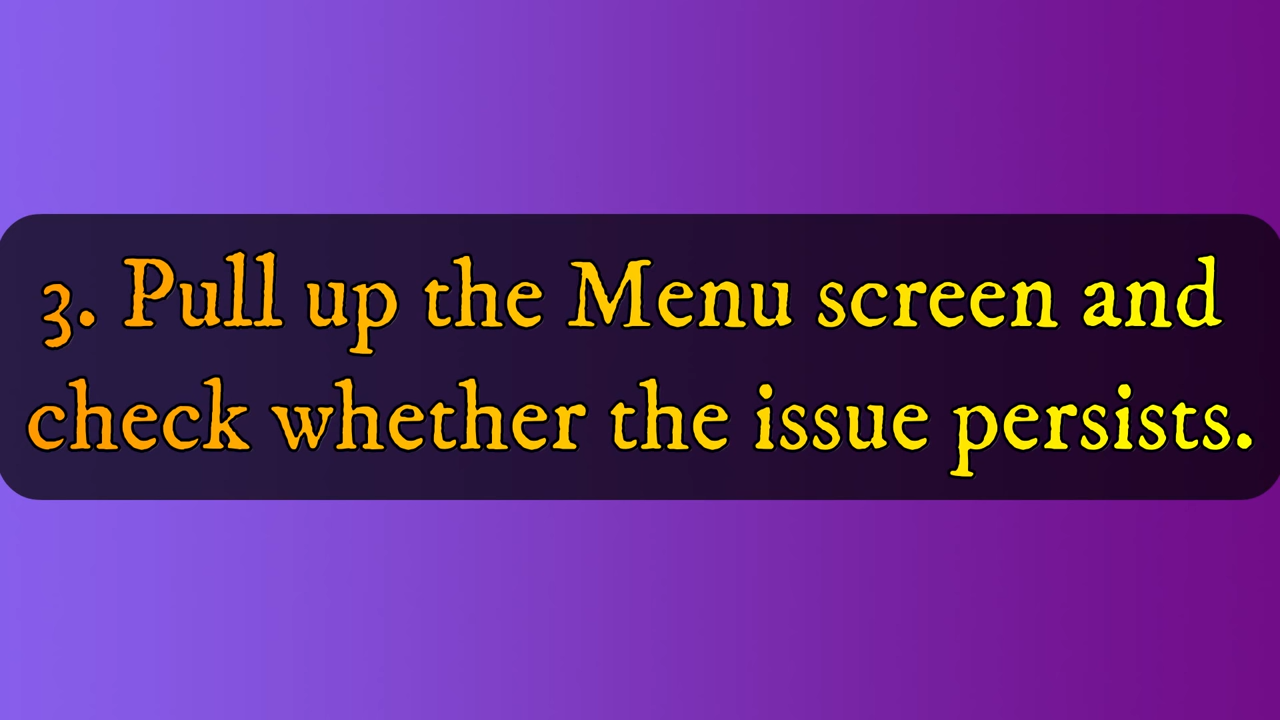 3. Pull up the Menu screen and
check whether the issue persists.